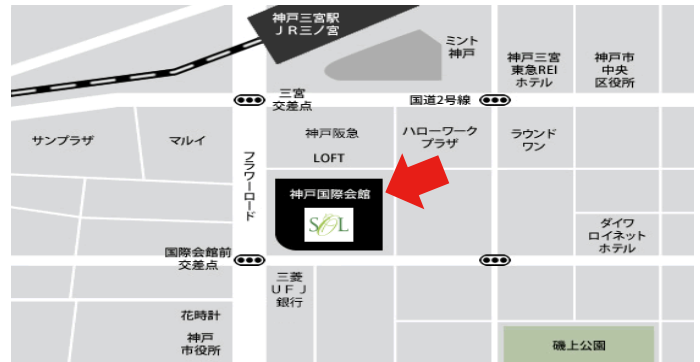 神戸三宮駅
ＪＲ三ノ宮
ミント
神戸
神戸三宮
東急REI
ホテル
神戸市
中央
区役所
三宮
交差点
国道2号線
サンプラザ
マルイ
フラワーロード
神戸阪急
LOFT
ハローワーク
プラザ
ラウンド
ワン
神戸国際会館
SOL
ダイワ
ロイネット
ホテル
国際会館前
交差点
三菱
ＵＦＪ
銀行
花時計
神戸
市役所
磯上公園